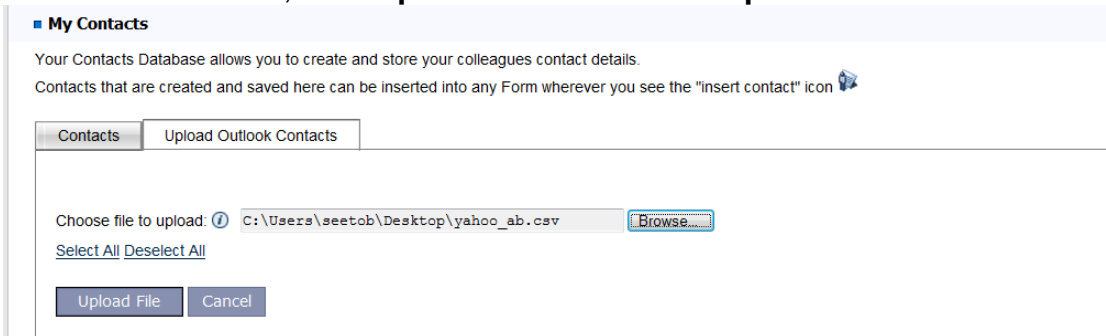 My Contacts
Your Contacts Database allows you to create and store your colleagues contact details.
Contacts that are created and saved here can be inserted into any Form wherever you see the "insert contact" icon
Contacts Upload Outlook Contacts
Choose file to upload: i C:\Users\seetob\Desktop\yahoo_ab.csv Browse...
Select All Deselect All
Upload File Cancel